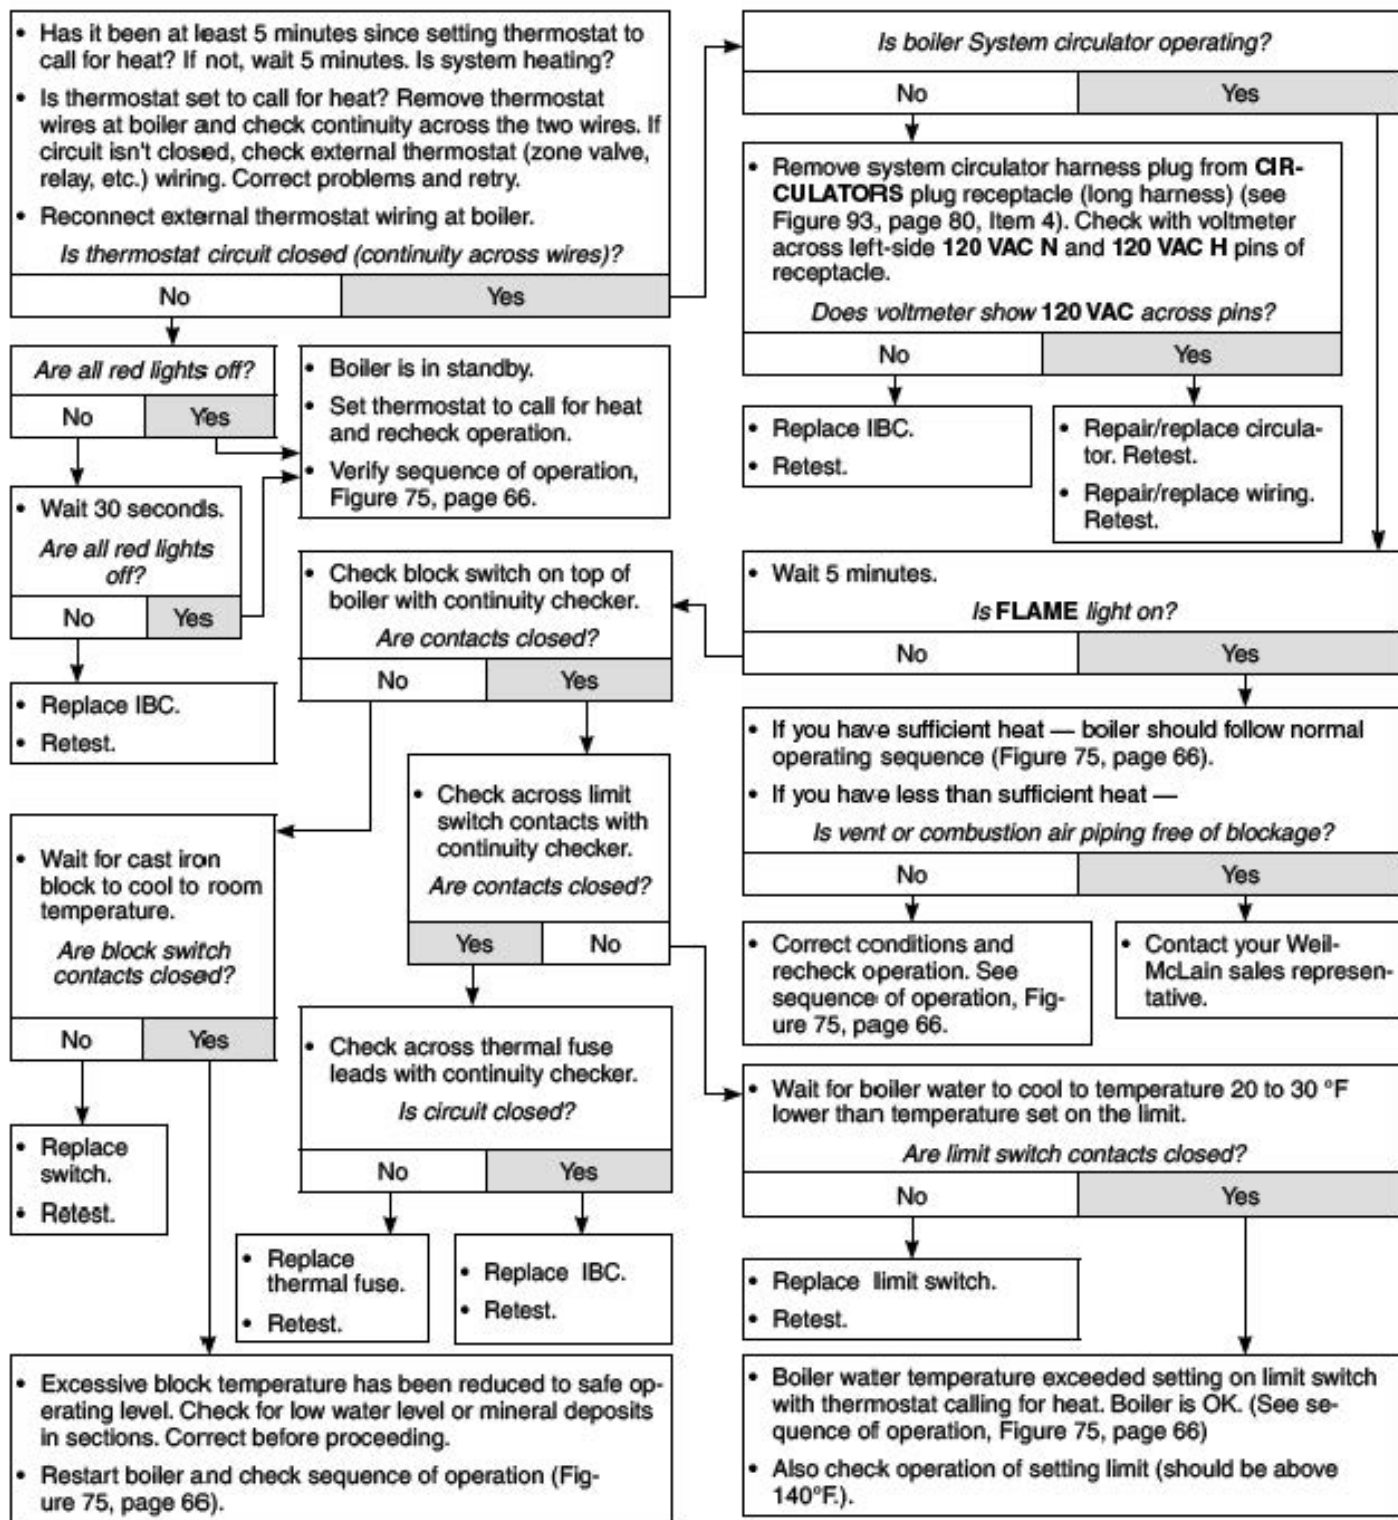 • Has it been at least 5 minutes since setting thermostat to
call for heat? If not, wait 5 minutes. Is system heating?
• Is thermostat set to call for heat? Remove thermostat
wires at boiler and check continuity across the two wires. If
circuit isn't closed, check external thermostat (zone valve,
relay, etc.) wiring. Correct problems and retry.
• Reconnect external thermostat wiring at boiler.
Is thermostat circuit closed (continuity across wires)?
No
Yes
Are all red lights off?
No
Yes
• Boiler is in standby.
• Set thermostat to call for heat
and recheck operation.
• Verify sequence of operation,
Figure 75, page 66.
• Wait 30 seconds.
Are all red lights
off?
No
Yes
• Replace IBC.
• Retest.
Is boiler System circulator operating?
No
Yes
• Remove system circulator harness plug from CIR-
CULATORS plug receptacle (long harness) (see
Figure 93, page 80, Item 4). Check with voltmeter
across left-side 120 VAC N and 120 VAC H pins of
receptacle.
Does voltmeter show 120 VAC across pins?
No
Yes
• Replace IBC.
• Retest.
• Repair/replace circula-
tor. Retest.
• Repair/replace wiring.
Retest.
• Wait 5 minutes.
Is FLAME light on?
No
Yes
• If you have sufficient heat — boiler should follow normal
operating sequence (Figure 75, page 66).
• If you have less than sufficient heat —
Is vent or combustion air piping free of blockage?
No
Yes
• Correct conditions and
recheck operation. See
sequence of operation, Fig-
ure 75, page 66.
• Contact your Weil-
McLain sales represen-
tative.
• Check block switch on top of
boiler with continuity checker.
Are contacts closed?
No
Yes
• Check across limit
switch contacts with
continuity checker.
Are contacts closed?
Yes
No
• Wait for cast iron
block to cool to room
temperature.
Are block switch
contacts closed?
No
Yes
• Replace
switch.
• Retest.
• Check across thermal fuse
leads with continuity checker.
Is circuit closed?
No
Yes
• Replace
thermal fuse.
• Retest.
• Replace IBC.
• Retest.
• Excessive block temperature has been reduced to safe op-
erating level. Check for low water level or mineral deposits
in sections. Correct before proceeding.
• Restart boiler and check sequence of operation (Fig-
ure 75, page 66).
• Wait for boiler water to cool to temperature 20 to 30 °F
lower than temperature set on the limit.
Are limit switch contacts closed?
No
Yes
• Replace limit switch.
• Retest.
• Boiler water temperature exceeded setting on limit switch
with thermostat calling for heat. Boiler is OK. (See se-
quence of operation, Figure 75, page 66)
• Also check operation of setting limit (should be above
140°F.).